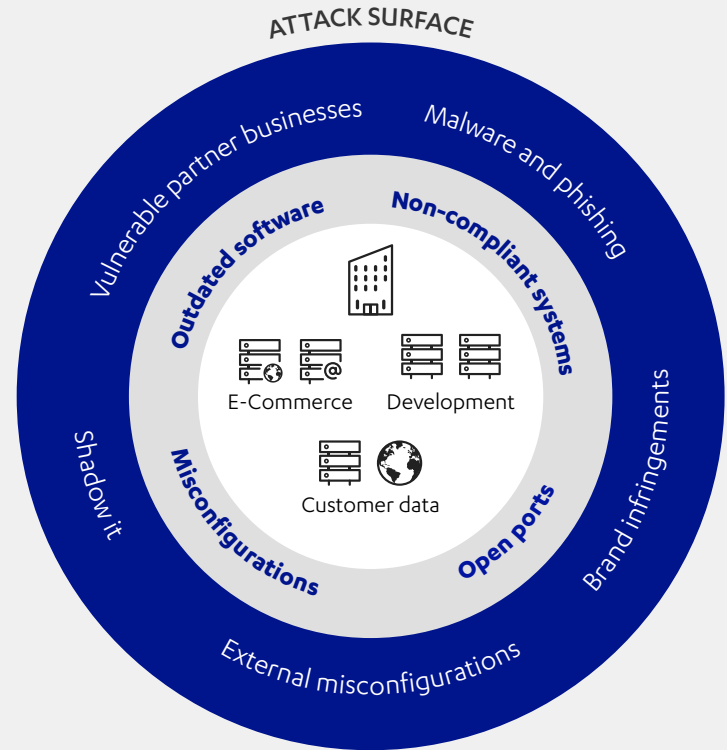 ATTACK SURFACE
Vulnerable partner businesses
Malware and phishing
Outdated software
Non-compliant systems
E-Commerce
Development
Customer data
Shadow it
Misconfigurations
Open ports
Brand infringements
External misconfigurations